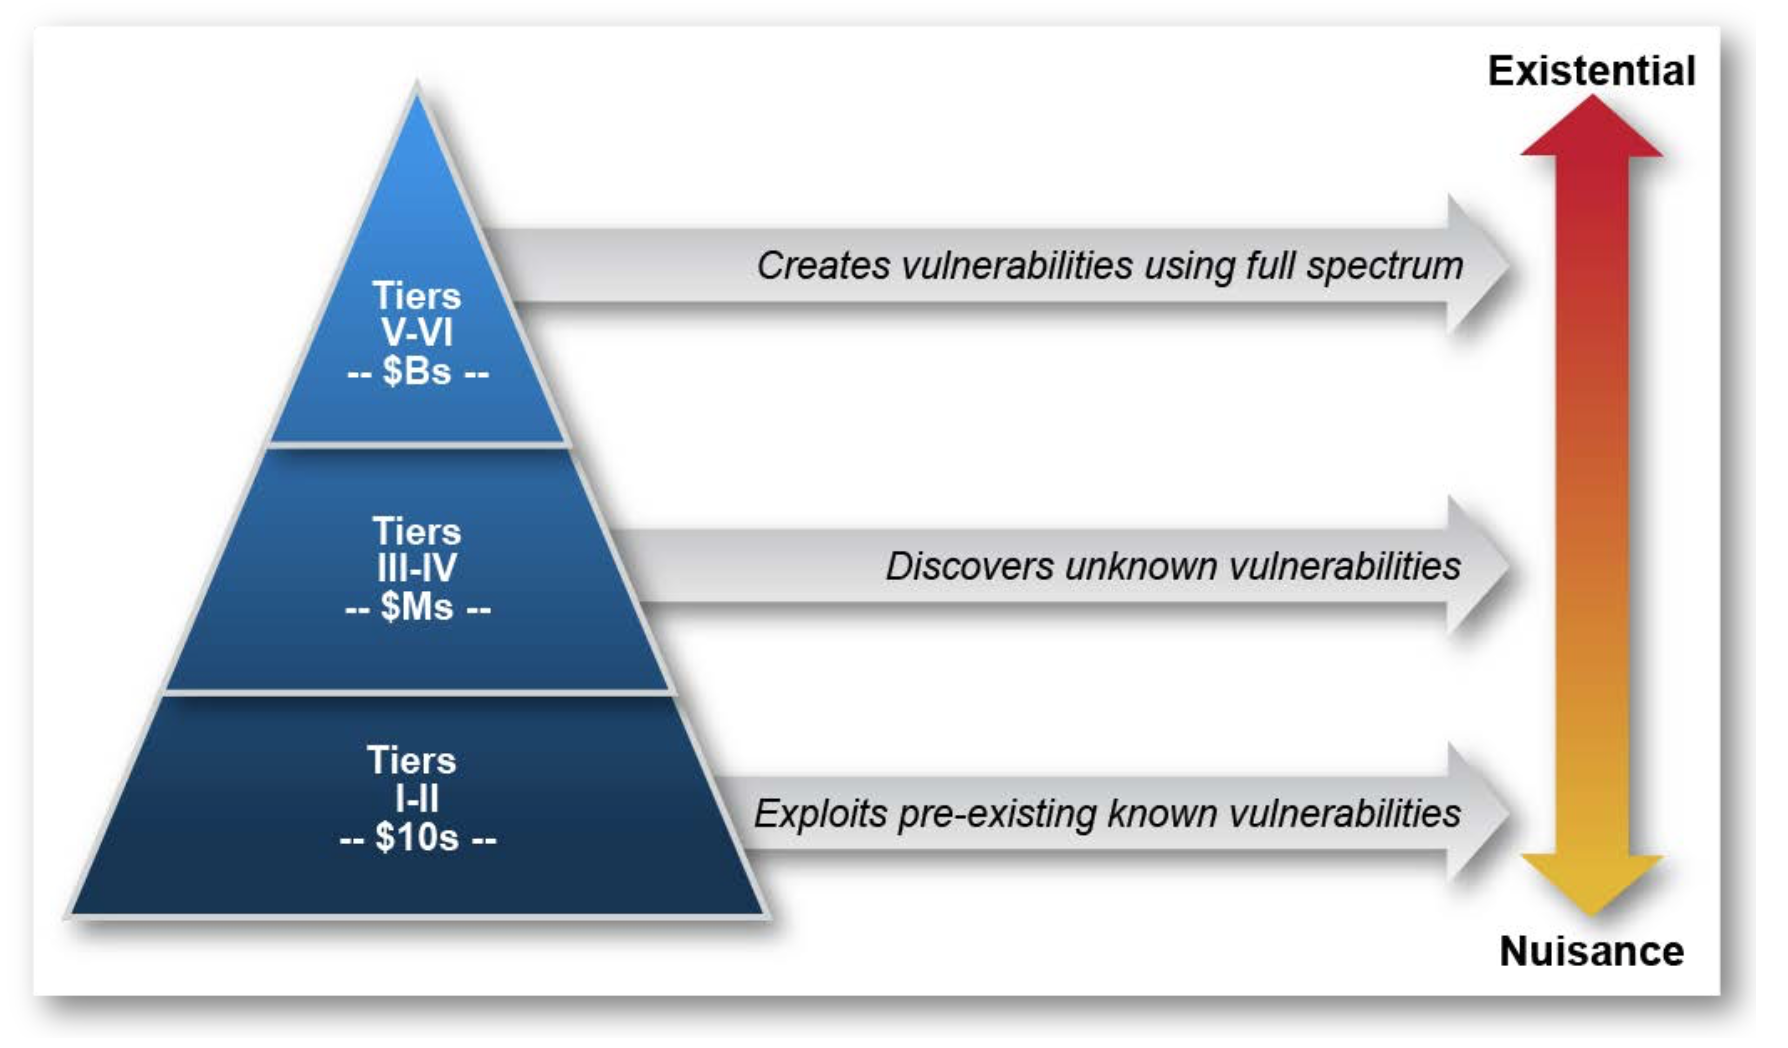 Existential
Creates vulnerabilities using full spectrum
Tiers
V-VI
-- $Bs --
Tiers
III-IV
-- $Ms --
Discovers unknown vulnerabilities
Tiers
I-II
-- $10s --
Exploits pre-existing known vulnerabilities
Nuisance